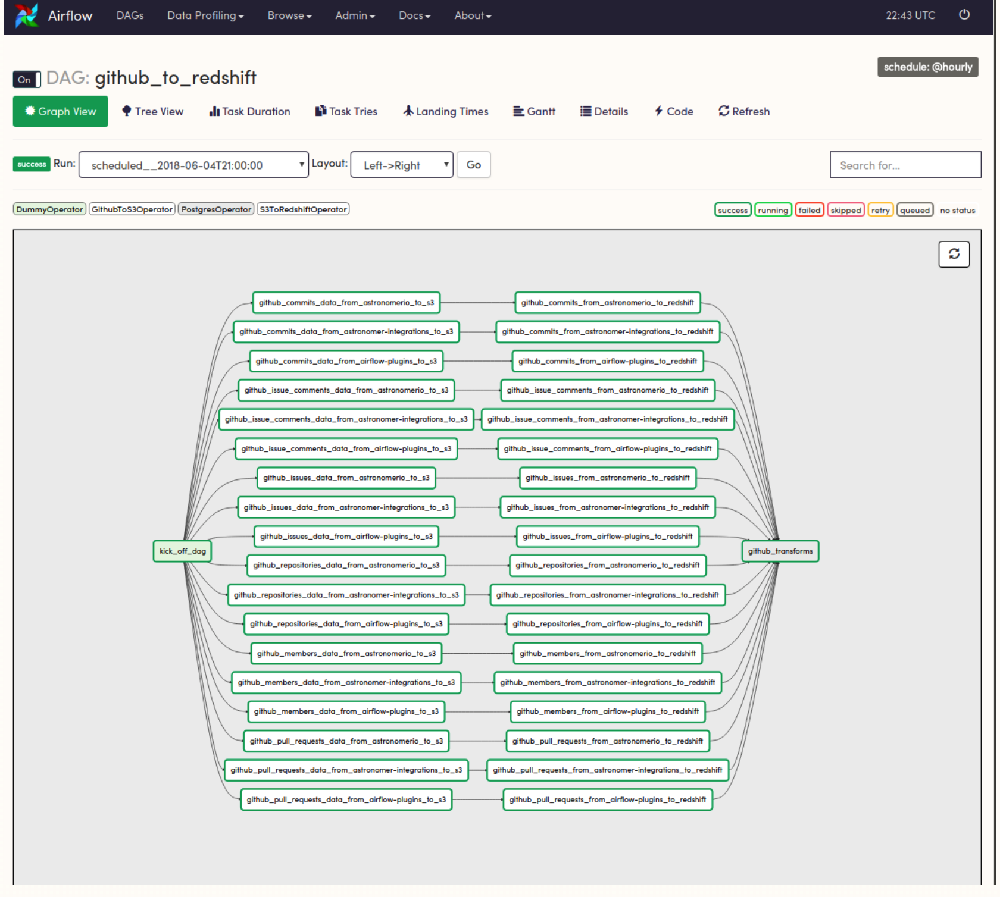 Airflow DAGs Data Profiling Browse Admin Docs About 22:43 UTC
schedule: @hourly
On DAG: github_to_redshift
Graph View Tree View Task Duration Task Tries Landing Times Gantt Details Code Refresh
success Run: scheduled__2018-06-04T21:00:00 Layout: Left->Right Go Search for...
DummyOperator GithubToS3Operator PostgresOperator S3ToRedshiftOperator success running failed skipped retry queued no status
github_commits_data_from_astronomerio_to_s3 github_commits_from_astronomerio_to_redshift
github_commits_data_from_astronomer-integrations_to_s3 github_commits_from_astronomer-integrations_to_redshift
github_commits_data_from_airflow-plugins_to_s3 github_commits_from_airflow-plugins_to_redshift
github_issue_comments_data_from_astronomerio_to_s3 github_issue_comments_from_astronomerio_to_redshift
github_issue_comments_data_from_astronomer-integrations_to_s3 github_issue_comments_from_astronomer-integrations_to_redshift
github_issue_comments_data_from_airflow-plugins_to_s3 github_issue_comments_from_airflow-plugins_to_redshift
github_issues_data_from_astronomerio_to_s3 github_issues_from_astronomerio_to_redshift
github_issues_data_from_astronomer-integrations_to_s3 github_issues_from_astronomer-integrations_to_redshift
github_issues_data_from_airflow-plugins_to_s3 github_issues_from_airflow-plugins_to_redshift
kick_off_dag github_transforms
github_repositories_data_from_astronomerio_to_s3 github_repositories_from_astronomerio_to_redshift
github_repositories_data_from_astronomer-integrations_to_s3 github_repositories_from_astronomer-integrations_to_redshift
github_repositories_data_from_airflow-plugins_to_s3 github_repositories_from_airflow-plugins_to_redshift
github_members_data_from_astronomerio_to_s3 github_members_from_astronomerio_to_redshift
github_members_data_from_astronomer-integrations_to_s3 github_members_from_astronomer-integrations_to_redshift
github_members_data_from_airflow-plugins_to_s3 github_members_from_airflow-plugins_to_redshift
github_pull_requests_data_from_astronomerio_to_s3 github_pull_requests_from_astronomerio_to_redshift
github_pull_requests_data_from_astronomer-integrations_to_s3 github_pull_requests_from_astronomer-integrations_to_redshift
github_pull_requests_data_from_airflow-plugins_to_s3 github_pull_requests_from_airflow-plugins_to_redshift